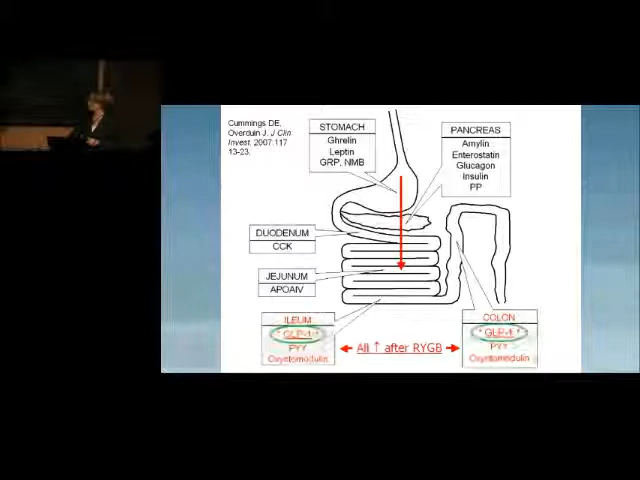 Cummings DE,
Overduin J. J Clin
Invest. 2007:117
13-23.
STOMACH
Ghrelin
Leptin
GRP, NMB
PANCREAS
Amylin
Enterostatin
Glucagon
Insulin
PP
DUODENUM
CCK
JEJUNUM
APOAIV
ILEUM
* GLP-1 *
PYY
Oxyntomodulin
All ↑ after RYGB
COLON
* GLP-1 *
PYY
Oxyntomodulin